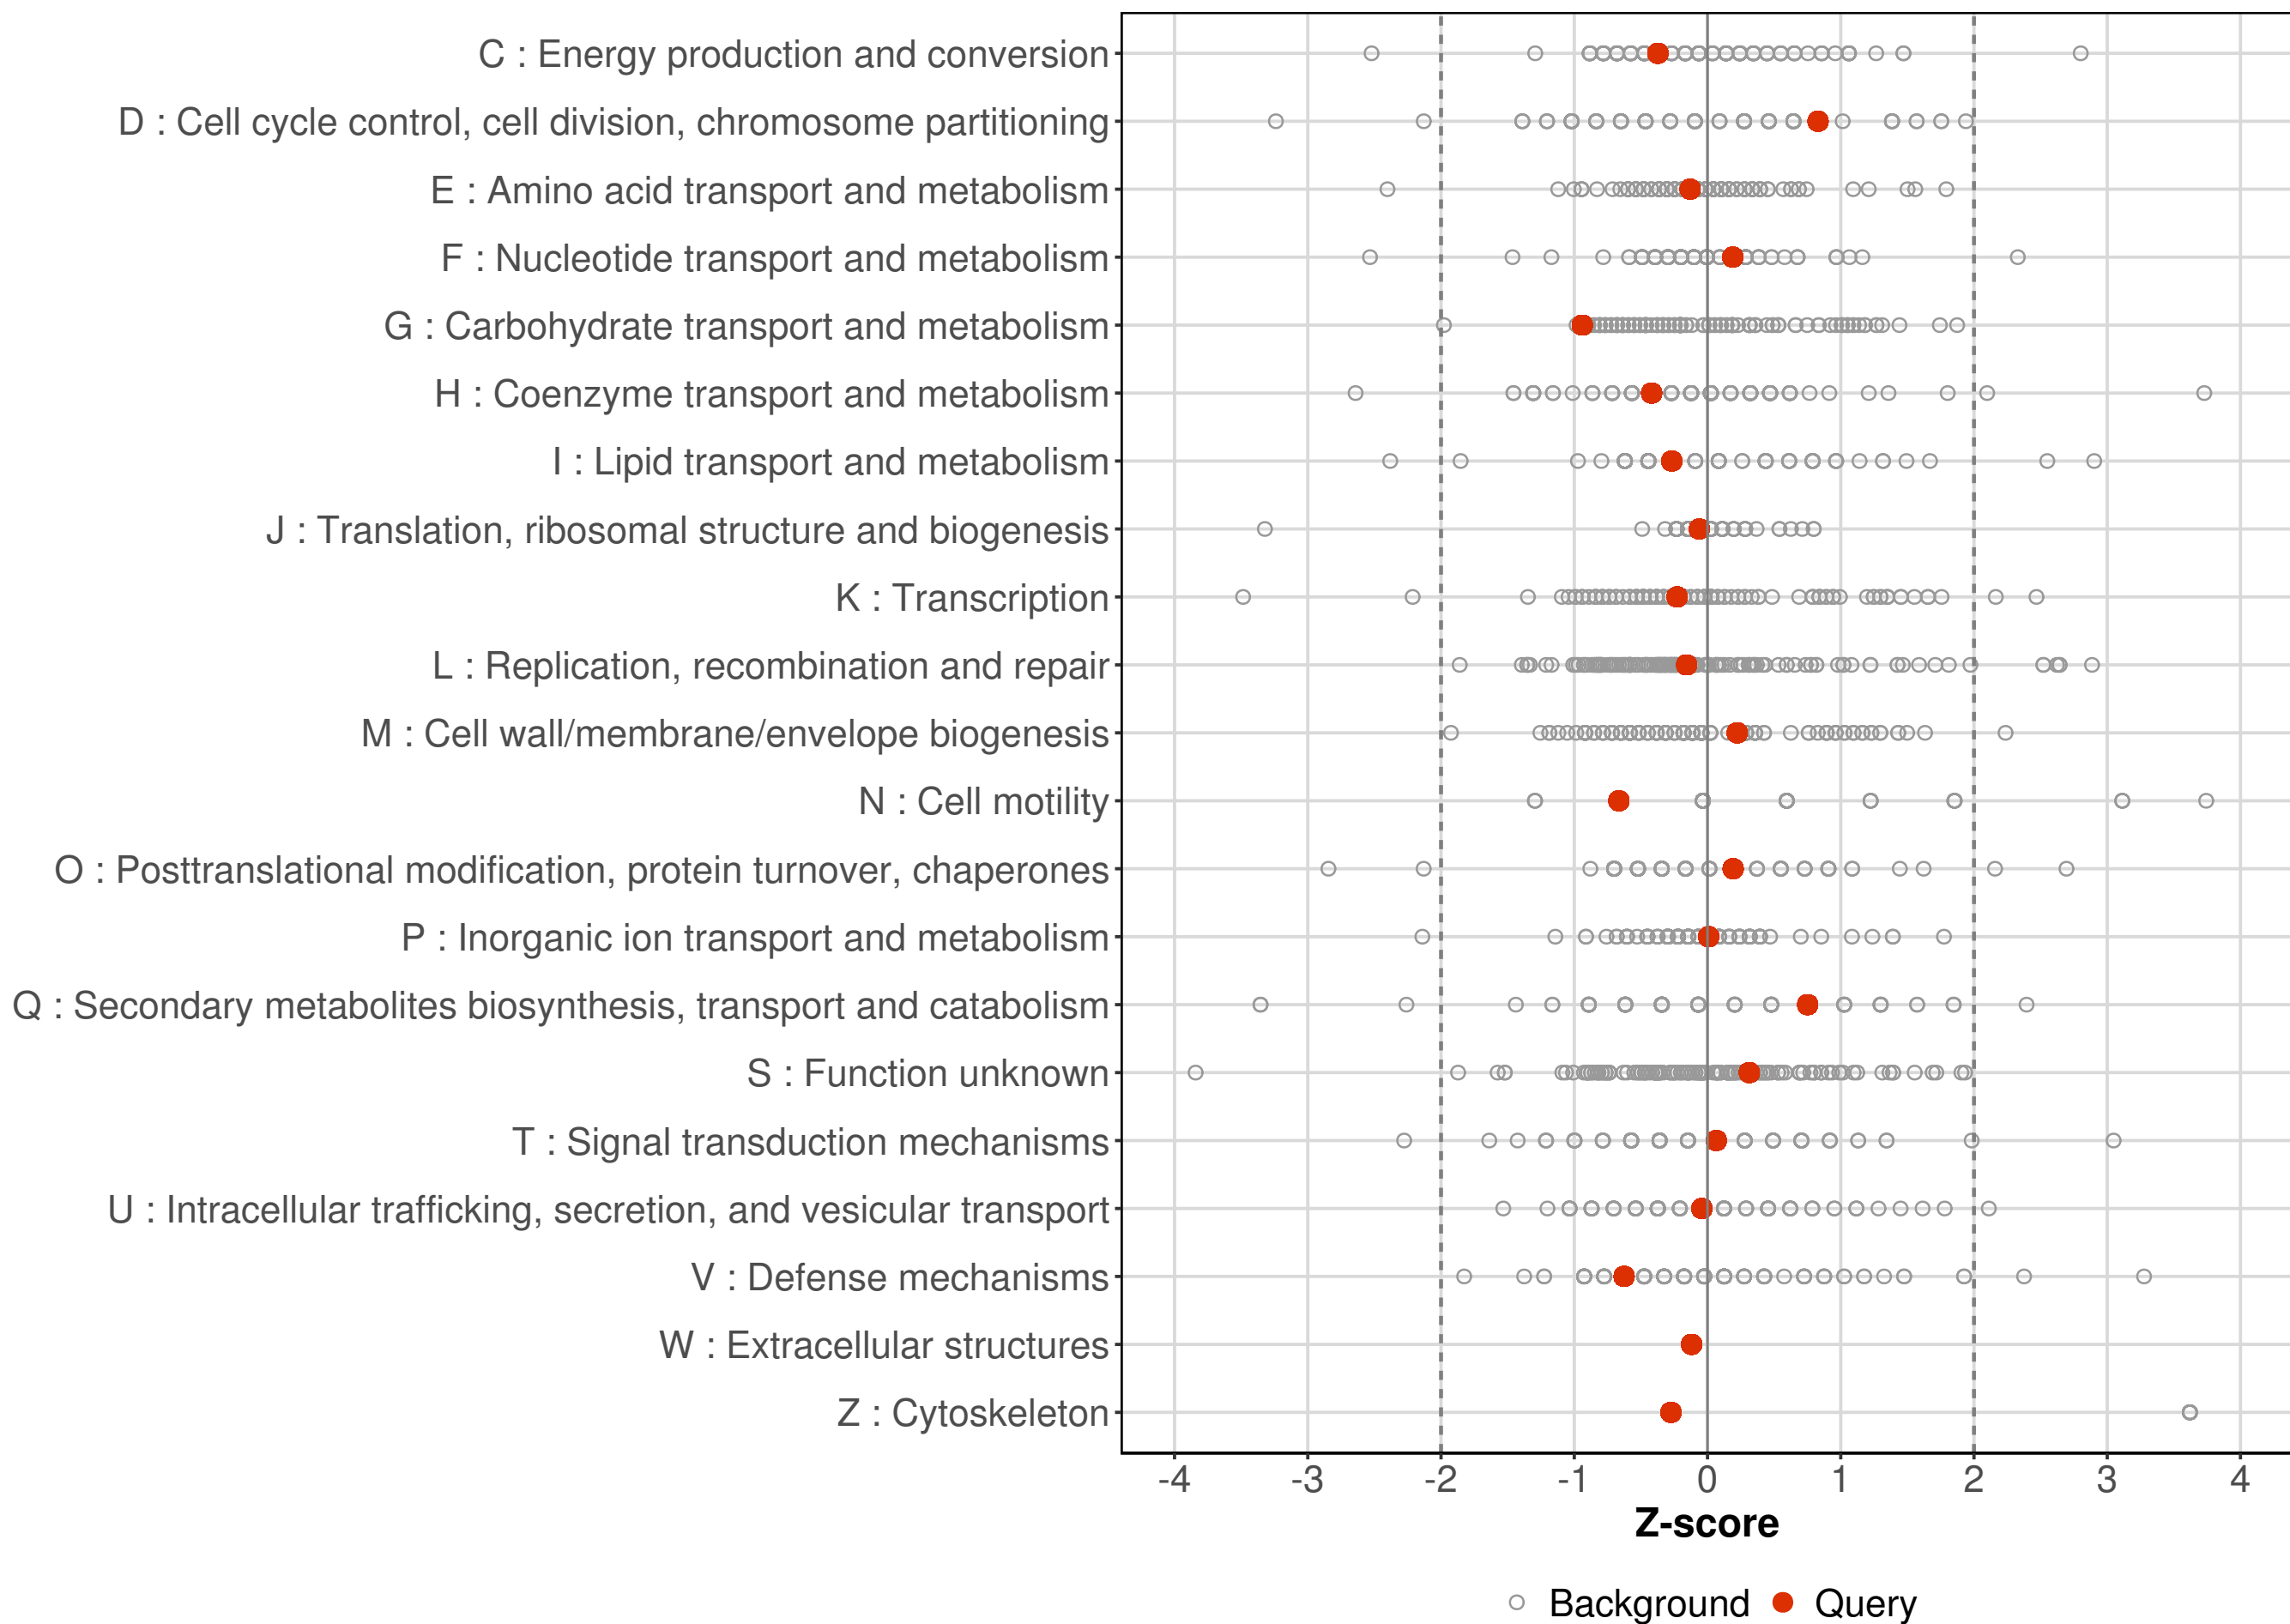 C : Energy production and conversion
D : Cell cycle control, cell division, chromosome partitioning
E : Amino acid transport and metabolism
F : Nucleotide transport and metabolism
G : Carbohydrate transport and metabolism
H : Coenzyme transport and metabolism
I : Lipid transport and metabolism
J : Translation, ribosomal structure and biogenesis
K : Transcription
L : Replication, recombination and repair
M : Cell wall/membrane/envelope biogenesis
N : Cell motility
O : Posttranslational modification, protein turnover, chaperones
P : Inorganic ion transport and metabolism
Q : Secondary metabolites biosynthesis, transport and catabolism
S : Function unknown
T : Signal transduction mechanisms
U : Intracellular trafficking, secretion, and vesicular transport
V : Defense mechanisms
W : Extracellular structures
Z : Cytoskeleton
-4 -3 -2 -1 0 1 2 3 4
Z-score
Background Query